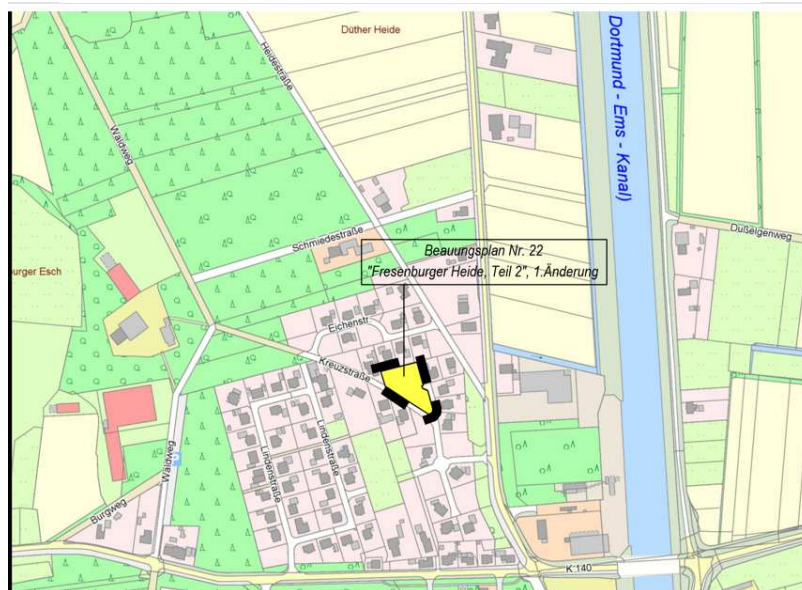 Düther Heide
Heidestraße
Dortmund - Ems - Kanal)
Waldweg
Schmiedestraße
Düßelgenweg
Beauungsplan Nr. 22
"Fresenburger Heide, Teil 2", 1.Änderung
urger Esch
Eichenstr.
Kreuzstraße
Lindenstraße
Lindenstraße
Waldweg
Burgweg
K 140